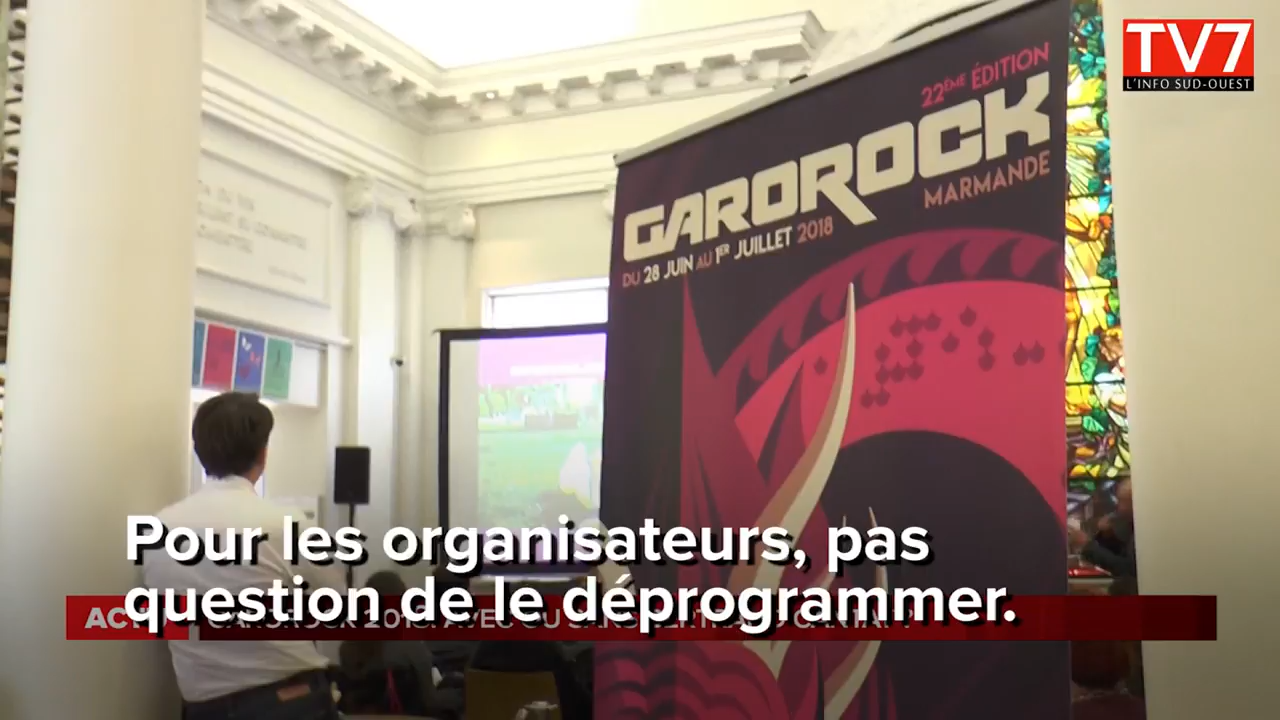 TV7
L'INFO SUD-OUEST
22ÈME ÉDITION
GAROROCK
MARMANDE
DU 28 JUIN AU 1ER JUILLET 2018
Pour les organisateurs, pas
question de le déprogrammer.